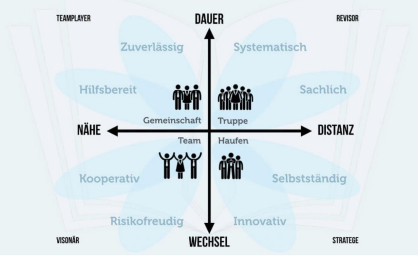 TEAMPLAYER
DAUER
REVISOR
Zuverlässig
Systematisch
Hilfsbereit
Sachlich
Gemeinschaft
Truppe
NÄHE
DISTANZ
Team
Haufen
Kooperativ
Selbstständig
Risikofreudig
Innovativ
VISIONÄR
WECHSEL
STRATEGE